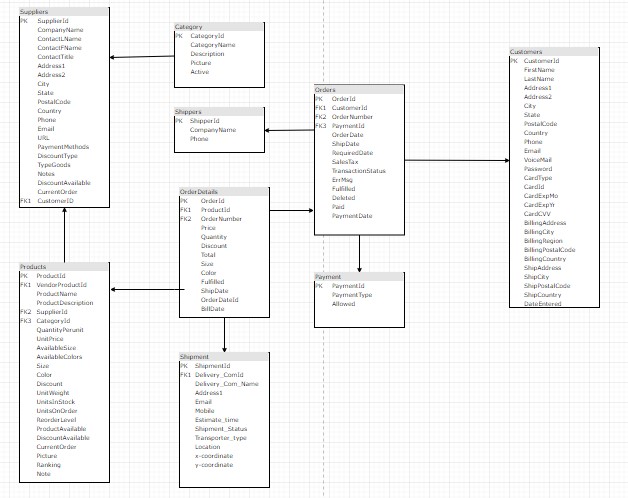 Suppliers
PK SupplierId
CompanyName
ContactLName
ContactFName
ContactTitle
Address1
Address2
City
State
PostalCode
Country
Phone
Email
URL
PaymentMethods
DiscountType
TypeGoods
Notes
DiscountAvailable
CurrentOrder
FK1 CustomerID
Category
PK CategoryId
CategoryName
Description
Picture
Active
Shippers
PK ShipperId
CompanyName
Phone
Orders
PK OrderId
FK1 CustomerId
FK2 OrderNumber
FK3 PaymentId
OrderDate
ShipDate
RequiredDate
SalesTax
TransactionStatus
ErrMsg
Fulfilled
Deleted
Paid
PaymentDate
Customers
PK CustomerId
FirstName
LastName
Address1
Address2
City
State
PostalCode
Country
Phone
Email
VoiceMail
Password
CardType
CardId
CardExpMo
CardExpYr
CardCVV
BillingAddress
BillingCity
BillingRegion
BillingPostalCode
BillingCountry
ShipAddress
ShipCity
ShipPostalCode
ShipCountry
DateEntered
OrderDetails
PK OrderId
FK1 ProductId
FK2 OrderNumber
Price
Quantity
Discount
Total
Size
Color
Fulfilled
ShipDate
OrderDateId
BillDate
Products
PK ProductId
FK1 VendorProductId
ProductName
ProductDescription
FK2 SupplierId
FK3 CategoryId
QuantityPerunit
UnitPrice
AvailableSize
AvailableColors
Size
Color
Discount
UnitWeight
UnitsInStock
UnitsOnOrder
ReorderLevel
ProductAvailable
DiscountAvailable
CurrentOrder
Picture
Ranking
Note
Payment
PK PaymentId
PaymentType
Allowed
Shipment
PK ShipmentId
FK1 Delivery_ComId
Delivery_Com_Name
Address1
Email
Mobile
Estimate_time
Shipment_Status
Transporter_type
Location
x-coordinate
y-coordinate